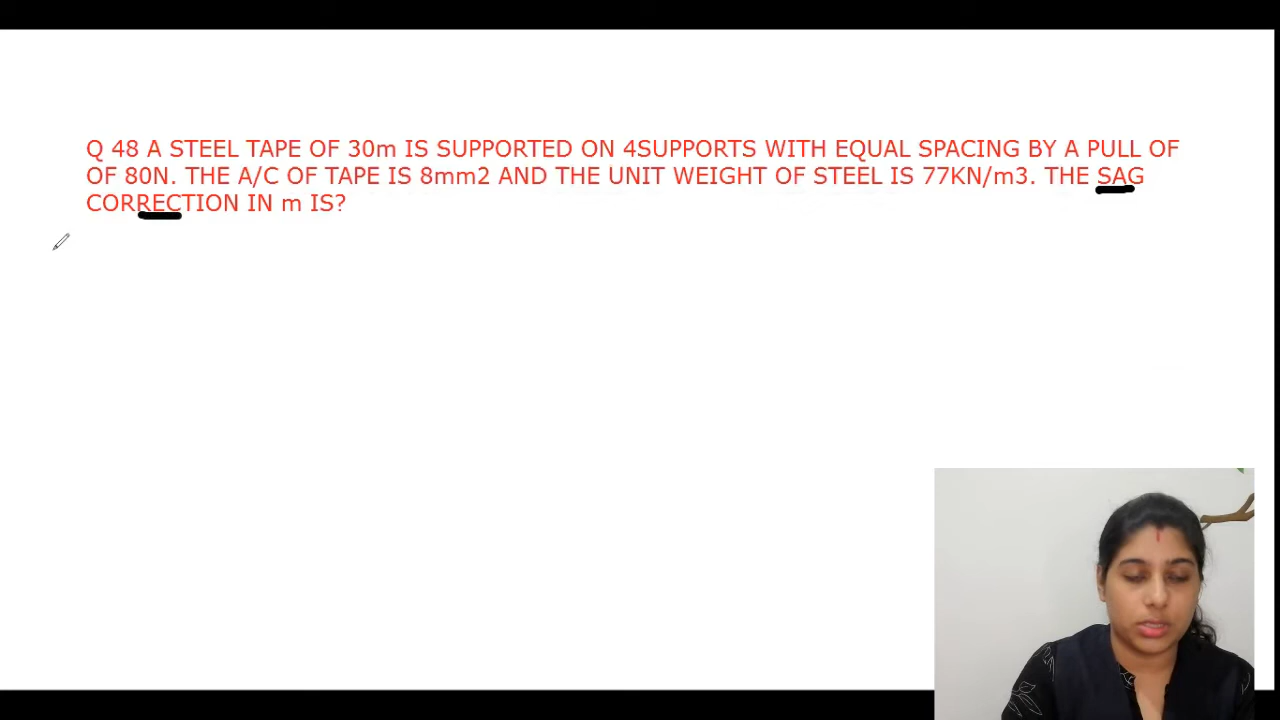 Q 48 A STEEL TAPE OF 30m IS SUPPORTED ON 4SUPPORTS WITH EQUAL SPACING BY A PULL OF
OF 80N. THE A/C OF TAPE IS 8mm2 AND THE UNIT WEIGHT OF STEEL IS 77KN/m3. THE SAG
CORRECTION IN m IS?